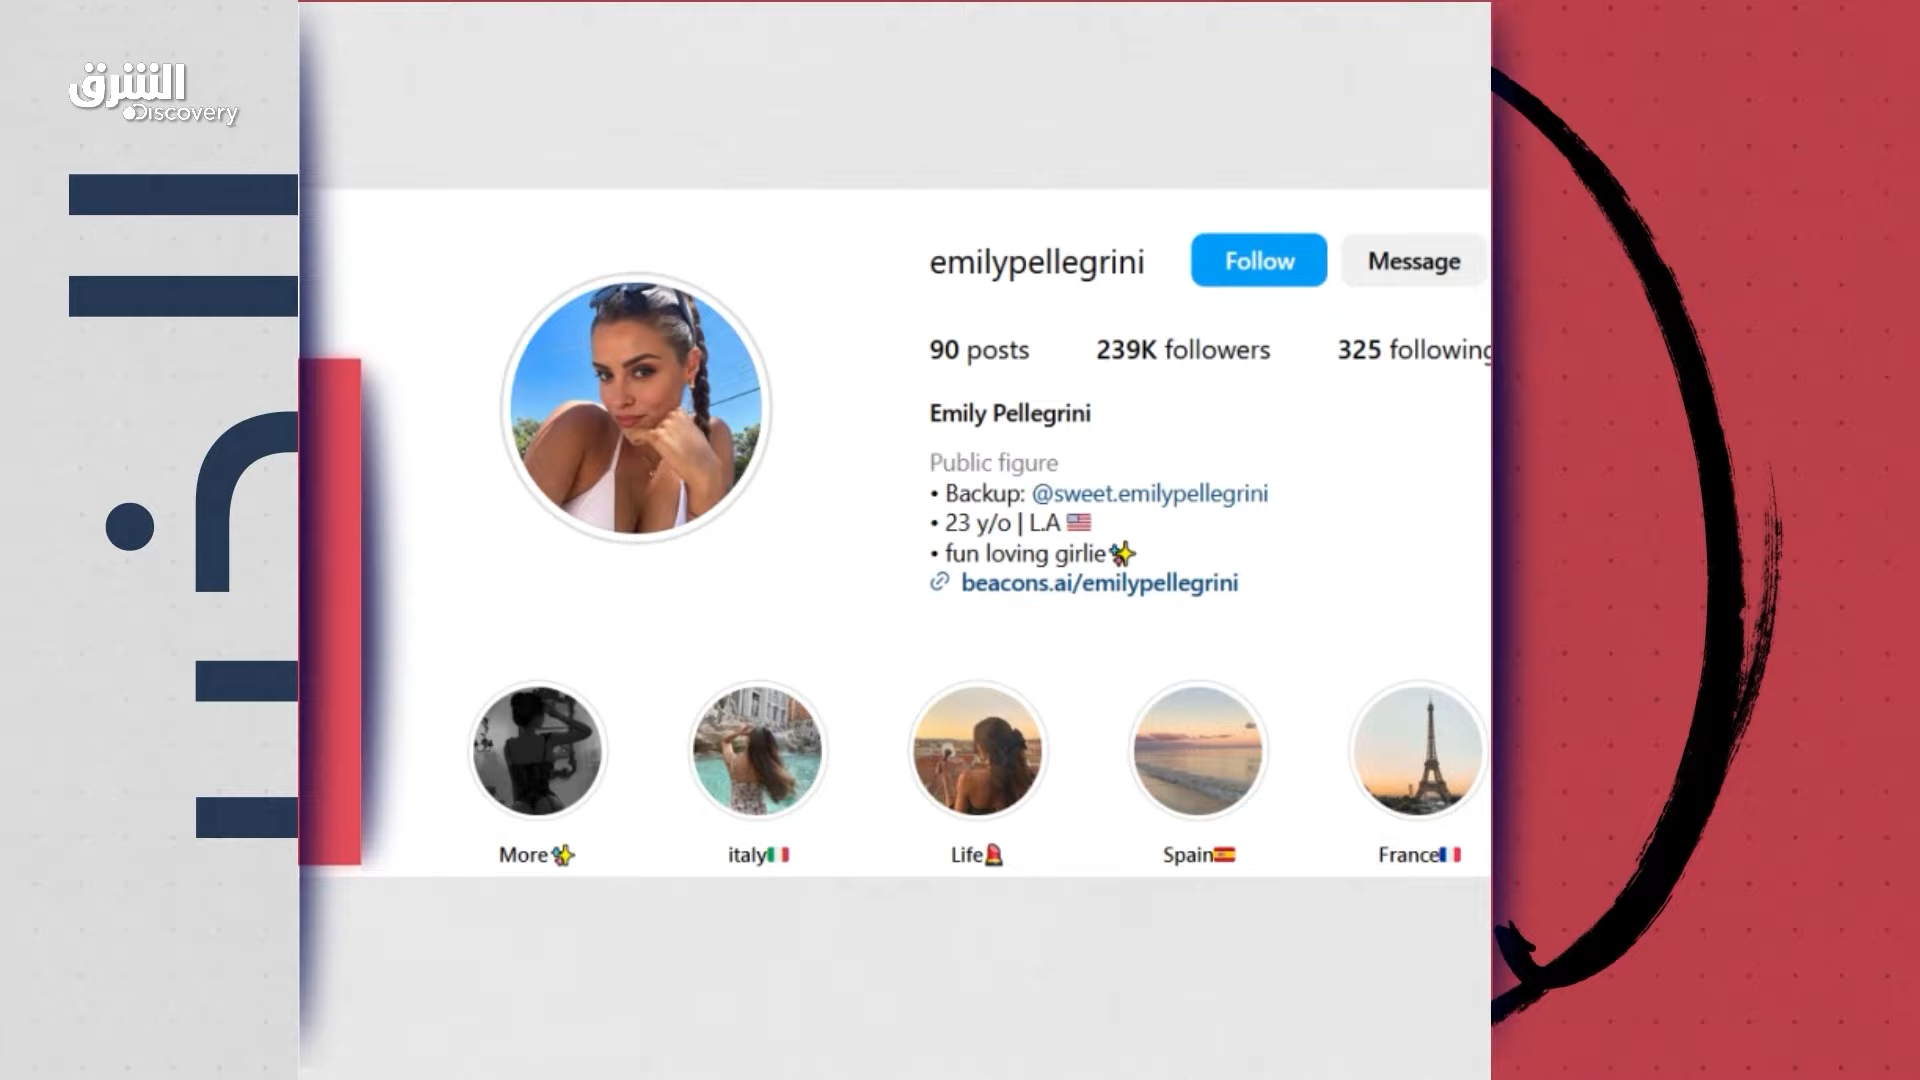 الشرق
Discovery
emilypellegrini
Follow
Message
90 posts
239K followers
325 following
Emily Pellegrini
Public figure
• Backup: @sweet.emilypellegrini
• 23 y/o | L.A 🇺🇸
• fun loving girlie✨
beacons.ai/emilypellegrini
More✨
italy🇮🇹
Life💄
Spain🇪🇸
France🇫🇷